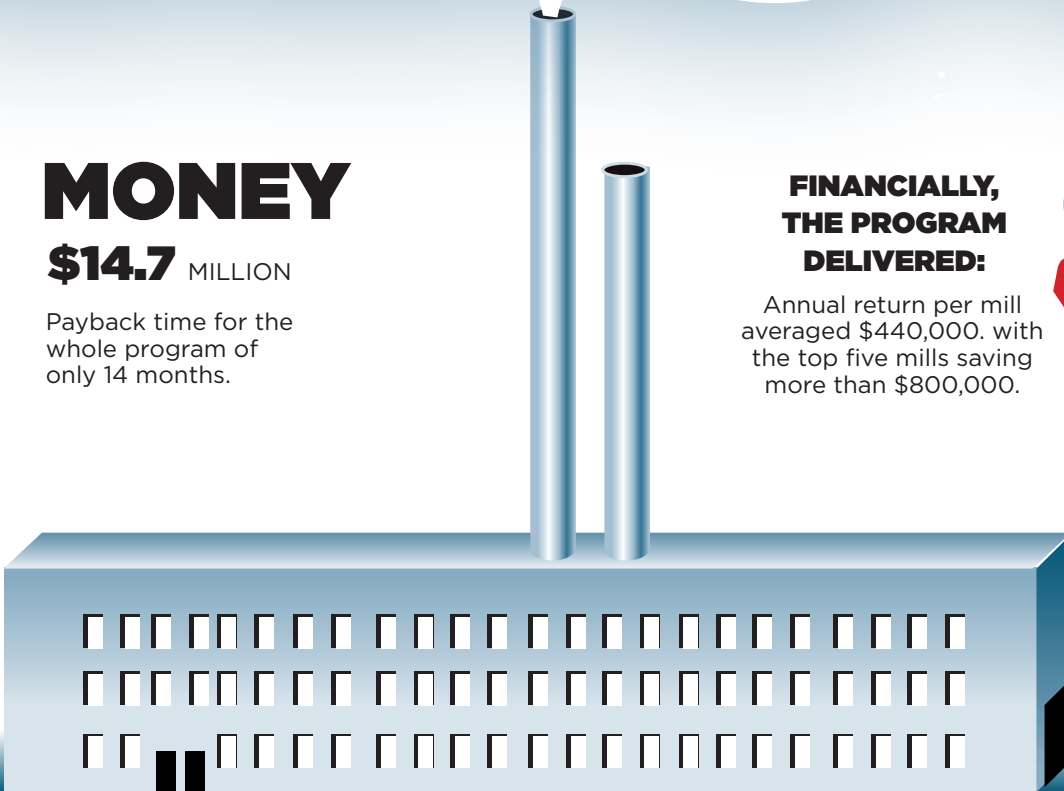 MONEY
$14.7 MILLION
Payback time for the
whole program of
only 14 months.
FINANCIALLY,
THE PROGRAM
DELIVERED:
Annual return per mill
averaged $440,000. with
the top five mills saving
more than $800,000.